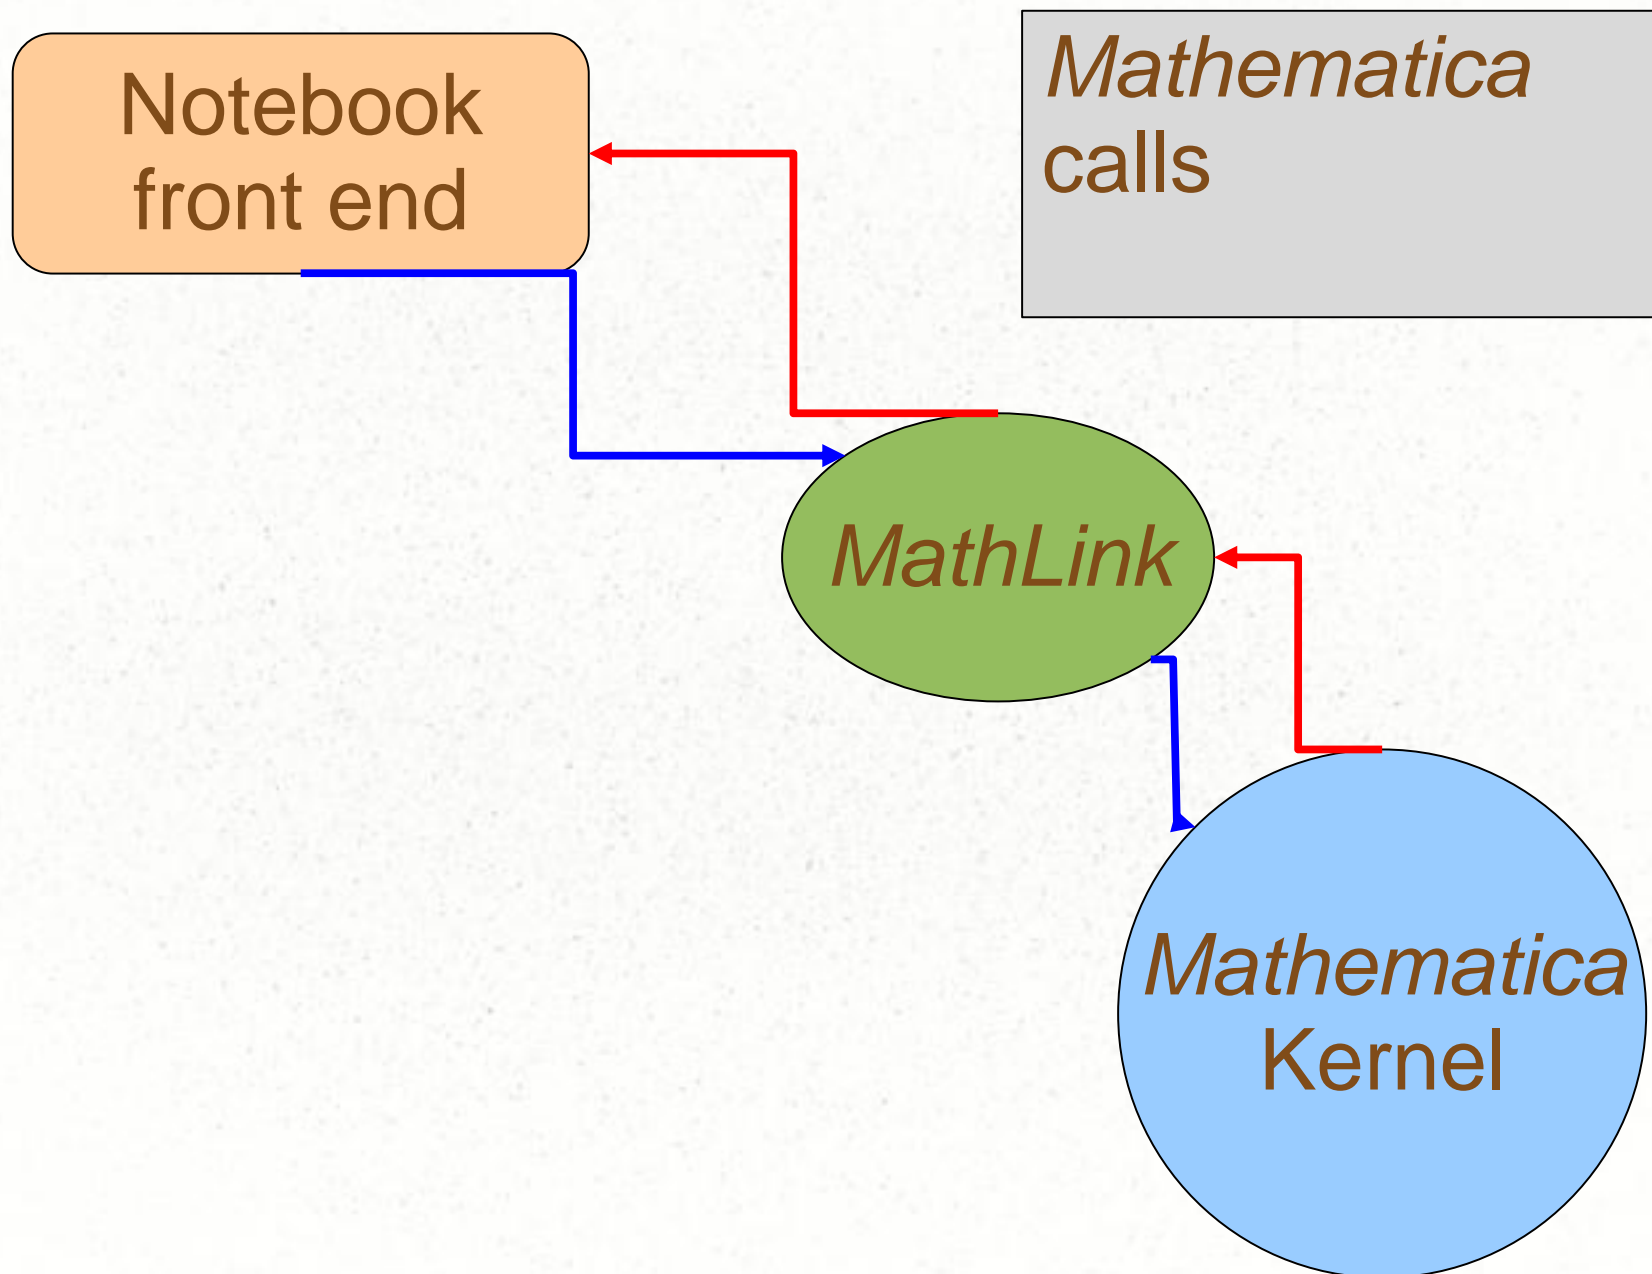 Notebook
front end
Mathematica
calls
MathLink
Mathematica
Kernel